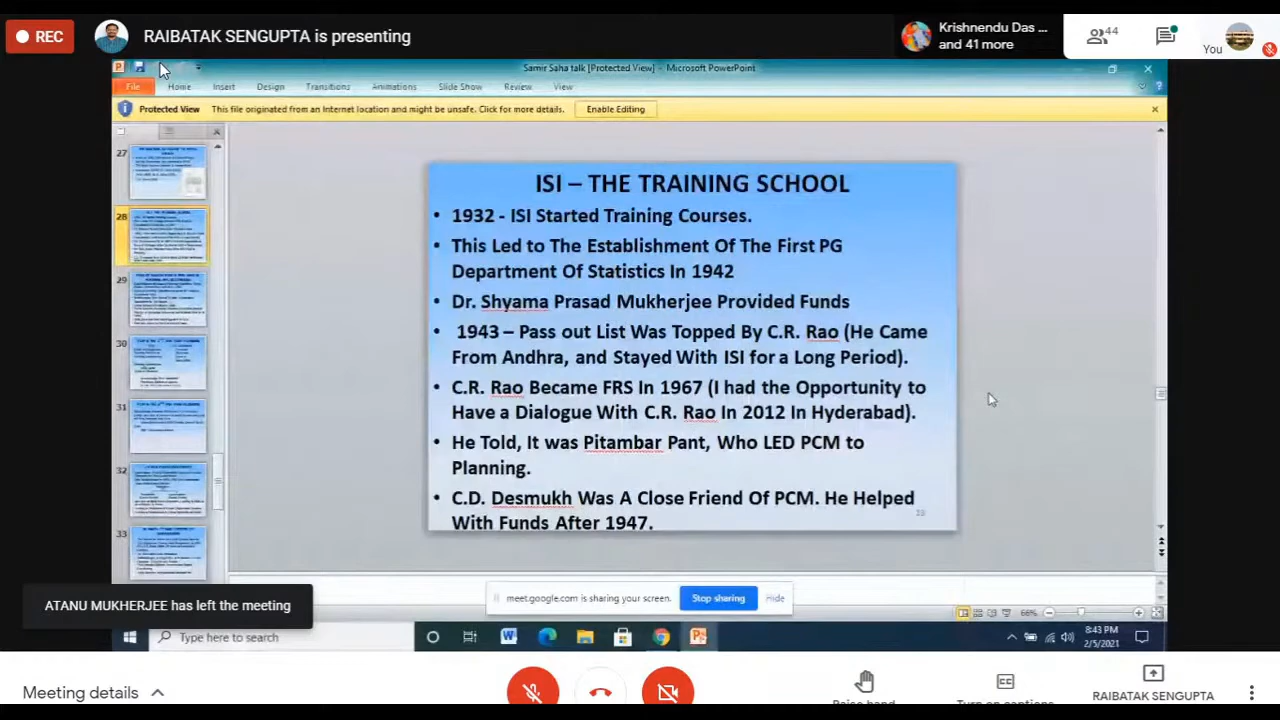 REC
RAIBATAK SENGUPTA is presenting
Krishnendu Das ...
and 41 more
44
You
Samir Saha talk [Protected View] - Microsoft PowerPoint
File Home Insert Design Transitions Animations Slide Show Review View
Protected View This file originated from an Internet location and might be unsafe. Click for more details. Enable Editing
27
28
29
30
31
32
33
ISI – THE TRAINING SCHOOL
• 1932 - ISI Started Training Courses.
• This Led to The Establishment Of The First PG
Department Of Statistics In 1942
• Dr. Shyama Prasad Mukherjee Provided Funds
• 1943 – Pass out List Was Topped By C.R. Rao (He Came
From Andhra, and Stayed With ISI for a Long Period).
• C.R. Rao Became FRS In 1967 (I had the Opportunity to
Have a Dialogue With C.R. Rao In 2012 In Hyderabad).
• He Told, It was Pitambar Pant, Who LED PCM to
Planning.
• C.D. Desmukh Was A Close Friend Of PCM. He Helped
With Funds After 1947.
ATANU MUKHERJEE has left the meeting
meet.google.com is sharing your screen. Stop sharing Hide
68%
Type here to search
8:43 PM
2/5/2021
Meeting details
Raise hand
Turn on captions
RAIBATAK SENGUPTA